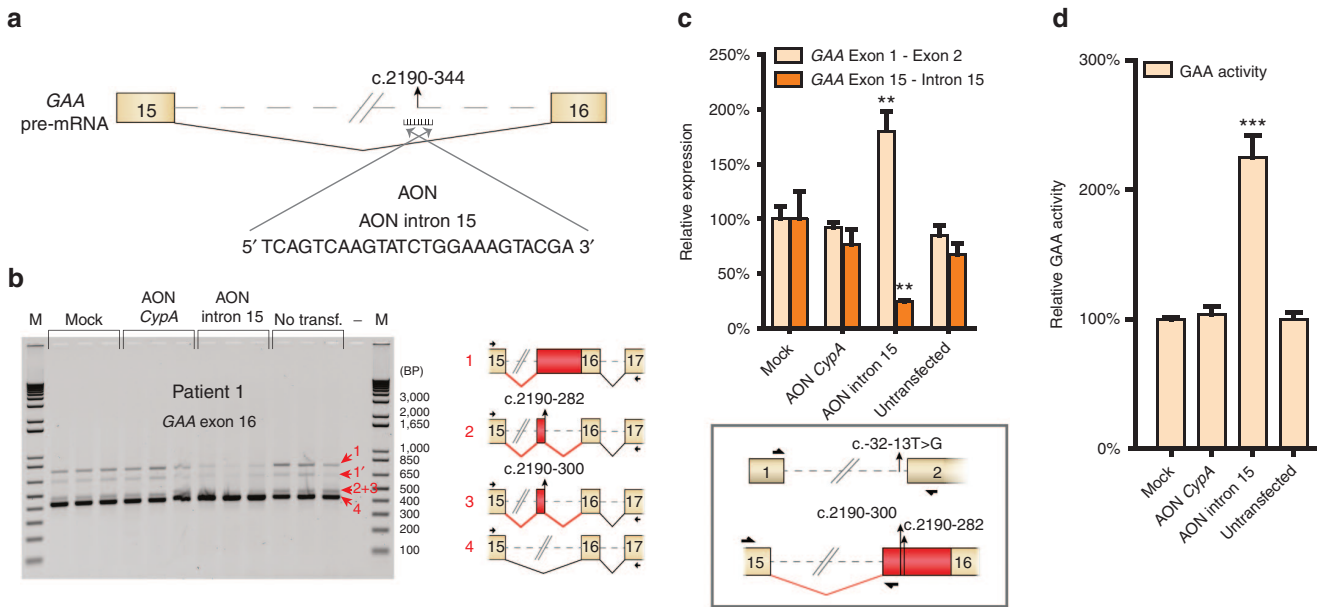 a
c.2190-344
GAA
pre-mRNA
15
16
AON
AON intron 15
5′ TCAGTCAAGTATCTGGAAAGTACGA 3′
b
M
Mock
AON
CypA
AON
intron 15
No transf.
–
M
Patient 1
GAA exon 16
(BP)
3,000
2,000
1,650
1,000
850
650
500
400
300
200
100
1
1′
2+3
4
1
15
16
17
c.2190-282
2
15
16
17
c.2190-300
3
15
16
17
4
15
16
17
c
250%
200%
150%
100%
50%
0%
Relative expression
GAA Exon 1 - Exon 2
GAA Exon 15 - Intron 15
**
**
Mock
AON CypA
AON intron 15
Untransfected
c.-32-13T>G
1
2
c.2190-300
c.2190-282
15
16
d
300%
200%
100%
0%
Relative GAA activity
GAA activity
***
Mock
AON CypA
AON intron 15
Untransfected